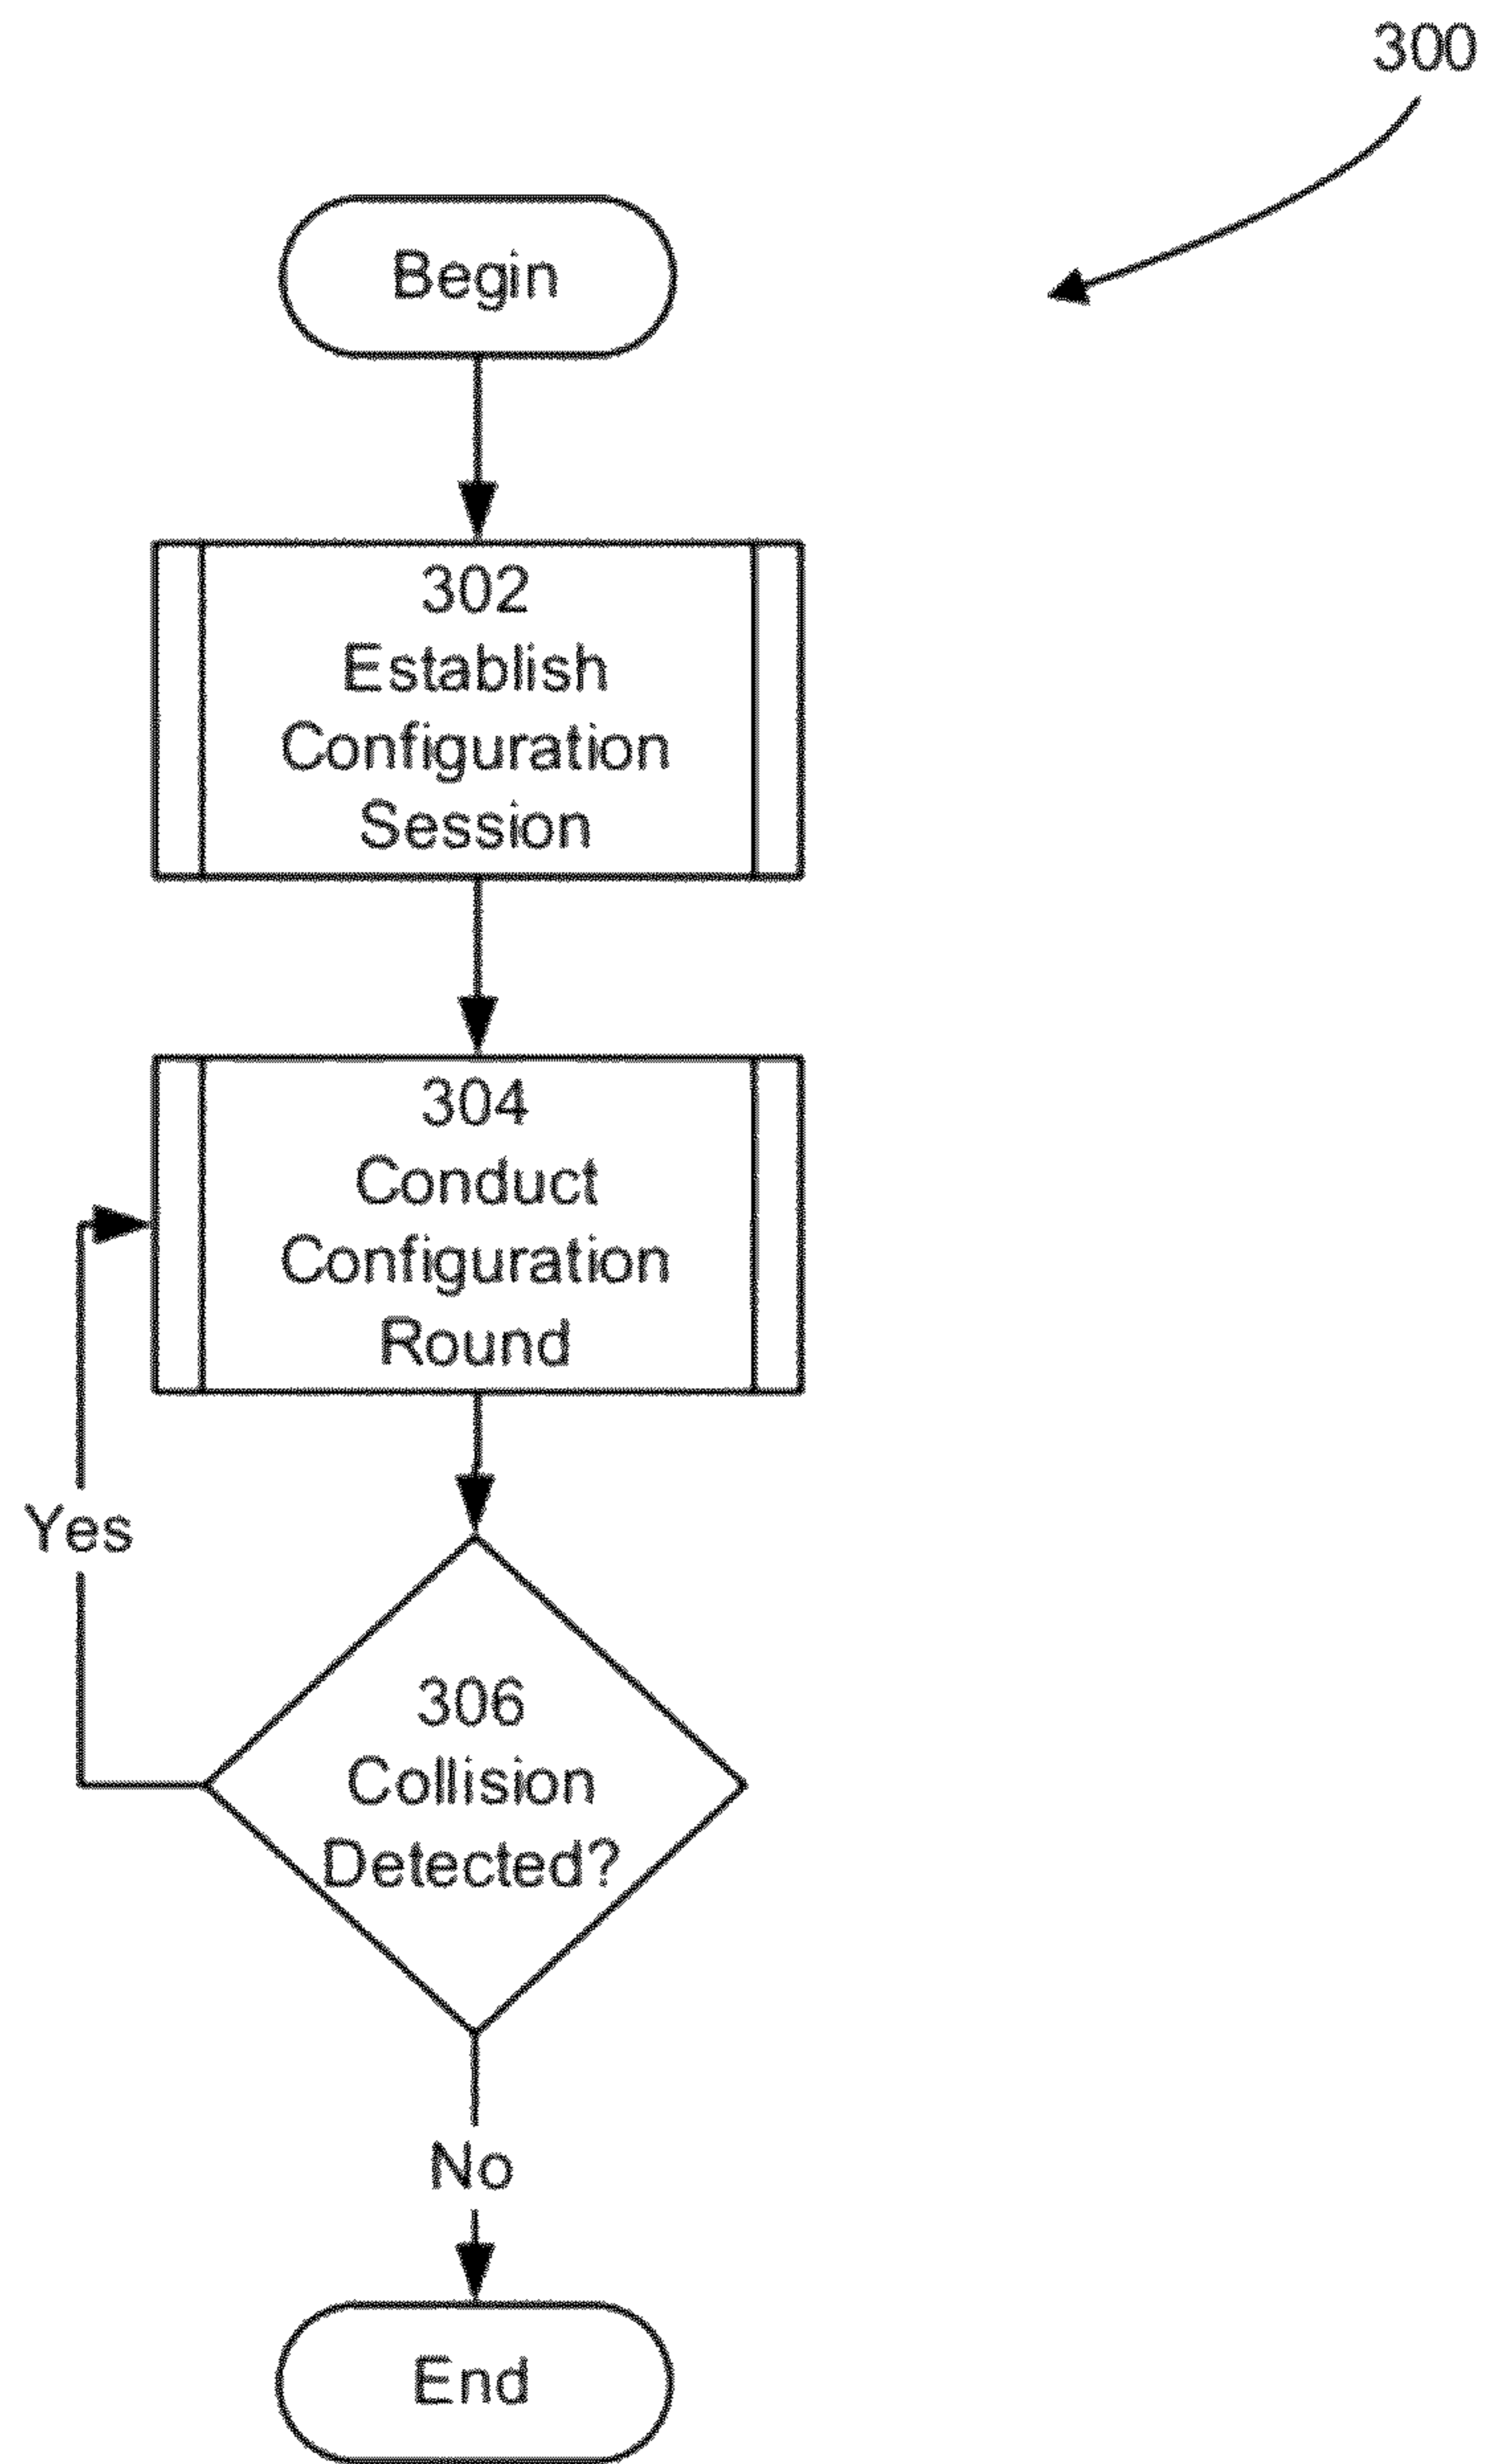 300
Begin
302
Establish
Configuration
Session
304
Conduct
Configuration
Round
Yes
306
Collision
Detected?
No
End